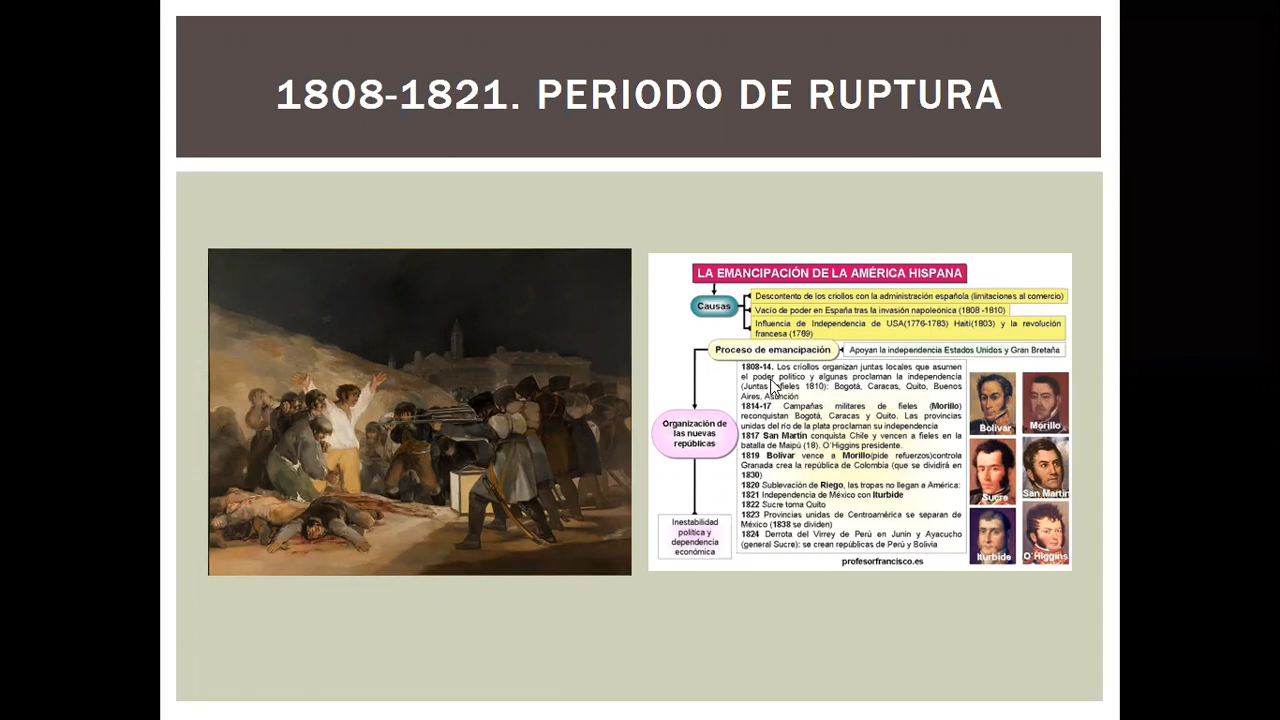 1808-1821. PERIODO DE RUPTURA
LA EMANCIPACIÓN DE LA AMÉRICA HISPANA
Causas
Descontento de los criollos con la administración española (limitaciones al comercio)
Vacío de poder en España tras la invasión napoleónica (1808 -1810)
Influencia de Independencia de USA(1776-1783) Haiti(1803) y la revolución
francesa (1789)
Proceso de emancipación
Apoyan la independencia Estados Unidos y Gran Bretaña
1808-14. Los criollos organizan juntas locales que asumen
el poder político y algunas proclaman la independencia
(Juntas fieles 1810): Bogotá, Caracas, Quito, Buenos
Aires, Asunción
1814-17 Campañas militares de fieles (Morillo)
reconquistan Bogotá, Caracas y Quito. Las provincias
unidas del río de la plata proclaman su independencia
1817 San Martín conquista Chile y vencen a fieles en la
batalla de Maipú (18). O´Higgins presidente.
1819 Bolívar vence a Morillo(pide refuerzos)controla
Granada crea la república de Colombia (que se dividirá en
1830)
1820 Sublevación de Riego, las tropas no llegan a América:
1821 Independencia de México con Iturbide
1822 Sucre toma Quito
1823 Provincias unidas de Centroamérica se separan de
México (1838 se dividen)
1824 Derrota del Virrey de Perú en Junin y Ayacucho
(general Sucre): se crean repúblicas de Perú y Bolivia
Organización de
las nuevas
repúblicas
Inestabilidad
política y
dependencia
económica
Bolívar
Morillo
Sucre
San Martín
Iturbide
O´Higgins
profesorfrancisco.es